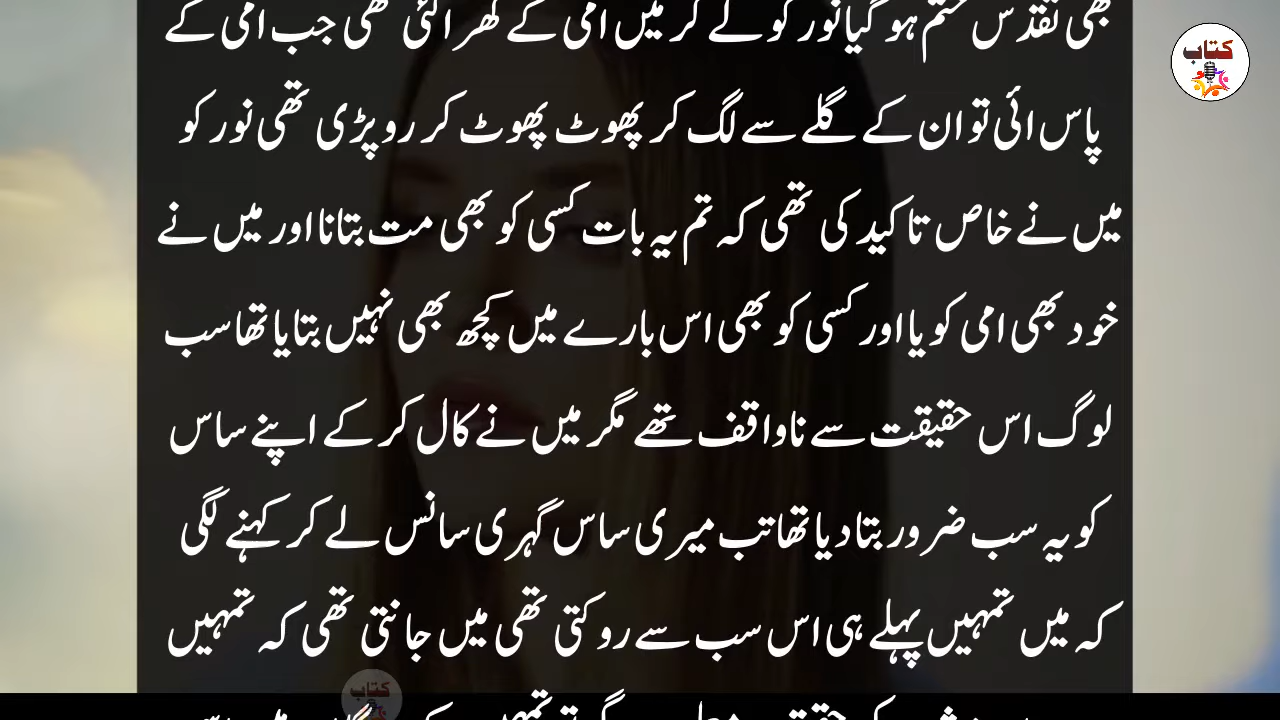 بھی تقدس ختم ہو گیا نور کو لے کر میں امی کے گھر ائی تھی جب امی کے
کتاب
پاس ائی تو ان کے گلے سے لگ کر پھوٹ پھوٹ کر رو پڑی تھی نور کو
میں نے خاص تاکید کی تھی کہ تم یہ بات کسی کو بھی مت بتانا اور میں نے
خود بھی امی کو یا اور کسی کو بھی اس بارے میں کچھ بھی نہیں بتایا تھا سب
لوگ اس حقیقت سے ناواقف تھے مگر میں نے کال کر کے اپنے ساس
کو یہ سب ضرور بتا دیا تھا تب میری ساس گہری سانس لے کر کہنے لگی
کہ میں تمہیں پہلے ہی اس سب سے روکتی تھی میں جانتی تھی کہ تمہیں
کتاب